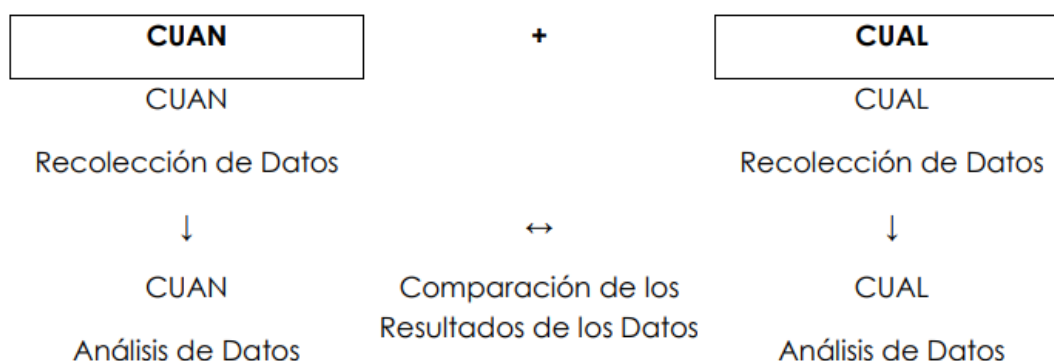 CUAN + CUAL
CUAN CUAL
Recolección de Datos Recolección de Datos
↓ ↔ ↓
CUAN Comparación de los CUAL
Resultados de los Datos
Análisis de Datos Análisis de Datos